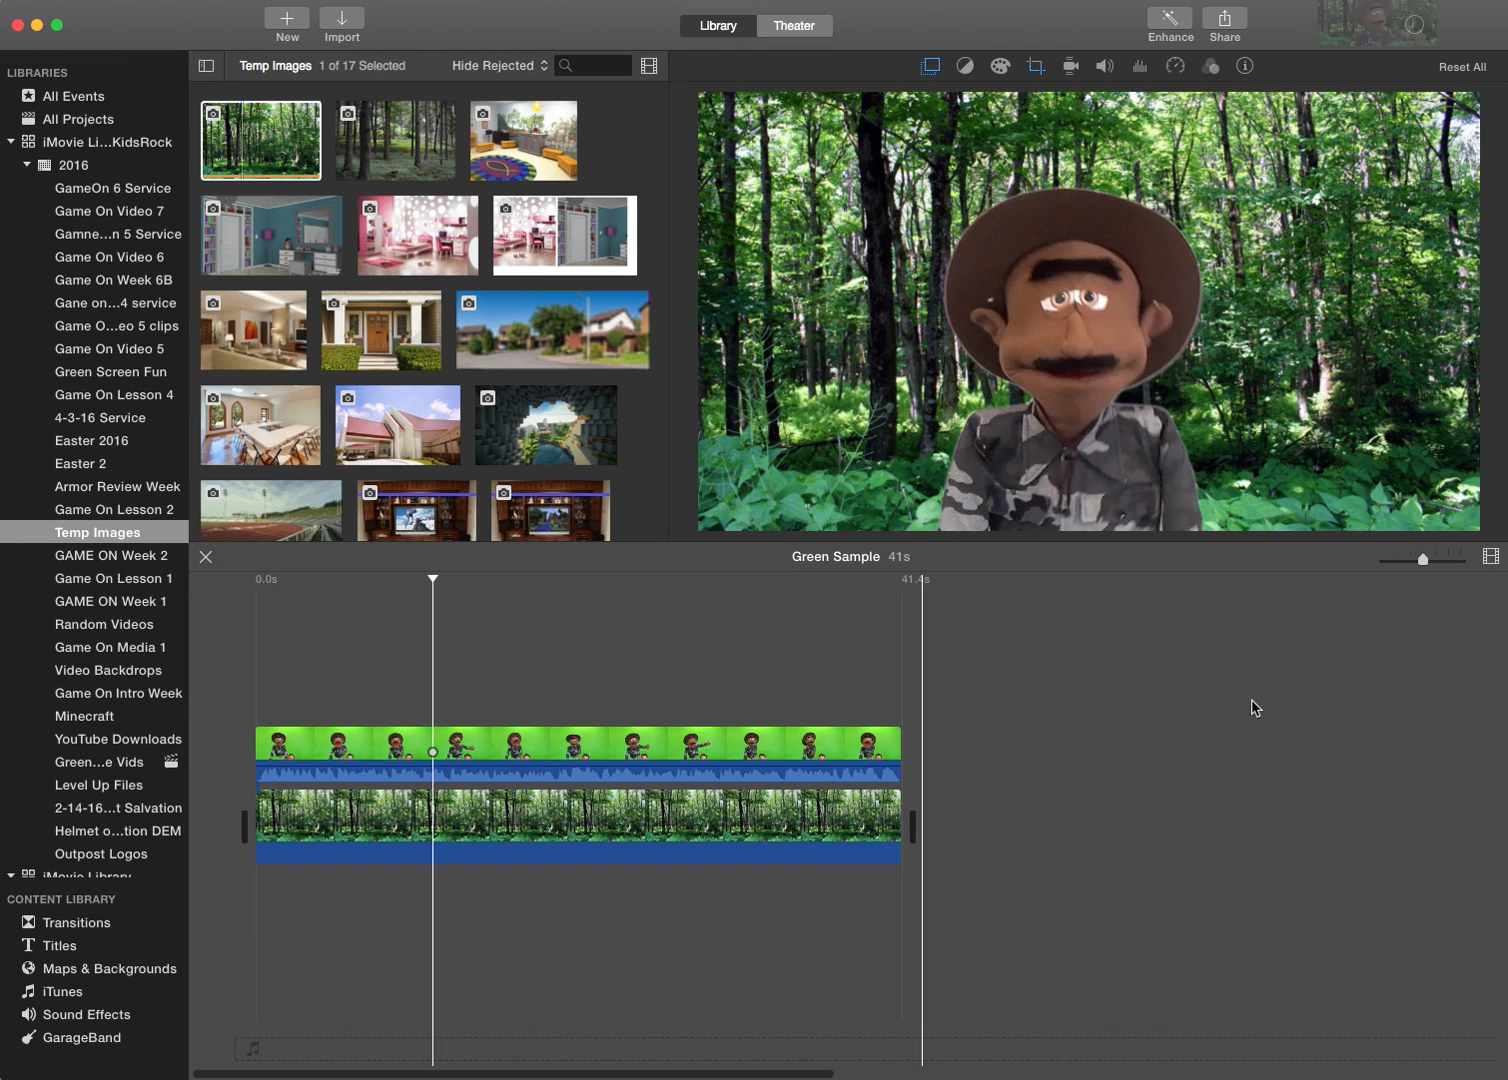 New
Import
Library
Theater
Enhance
Share
LIBRARIES
All Events
All Projects
iMovie Li...KidsRock
2016
GameOn 6 Service
Game On Video 7
Gamne...n 5 Service
Game On Video 6
Game On Week 6B
Gane on...4 service
Game O...eo 5 clips
Game On Video 5
Green Screen Fun
Game On Lesson 4
4-3-16 Service
Easter 2016
Easter 2
Armor Review Week
Game On Lesson 2
Temp Images
GAME ON Week 2
Game On Lesson 1
GAME ON Week 1
Random Videos
Game On Media 1
Video Backdrops
Game On Intro Week
Minecraft
YouTube Downloads
Green...e Vids
Level Up Files
2-14-16...t Salvation
Helmet o...tion DEM
Outpost Logos
iMovie Library
CONTENT LIBRARY
Transitions
Titles
Maps & Backgrounds
iTunes
Sound Effects
GarageBand
Temp Images 1 of 17 Selected
Hide Rejected
Reset All
Green Sample 41s
0.0s
41.4s